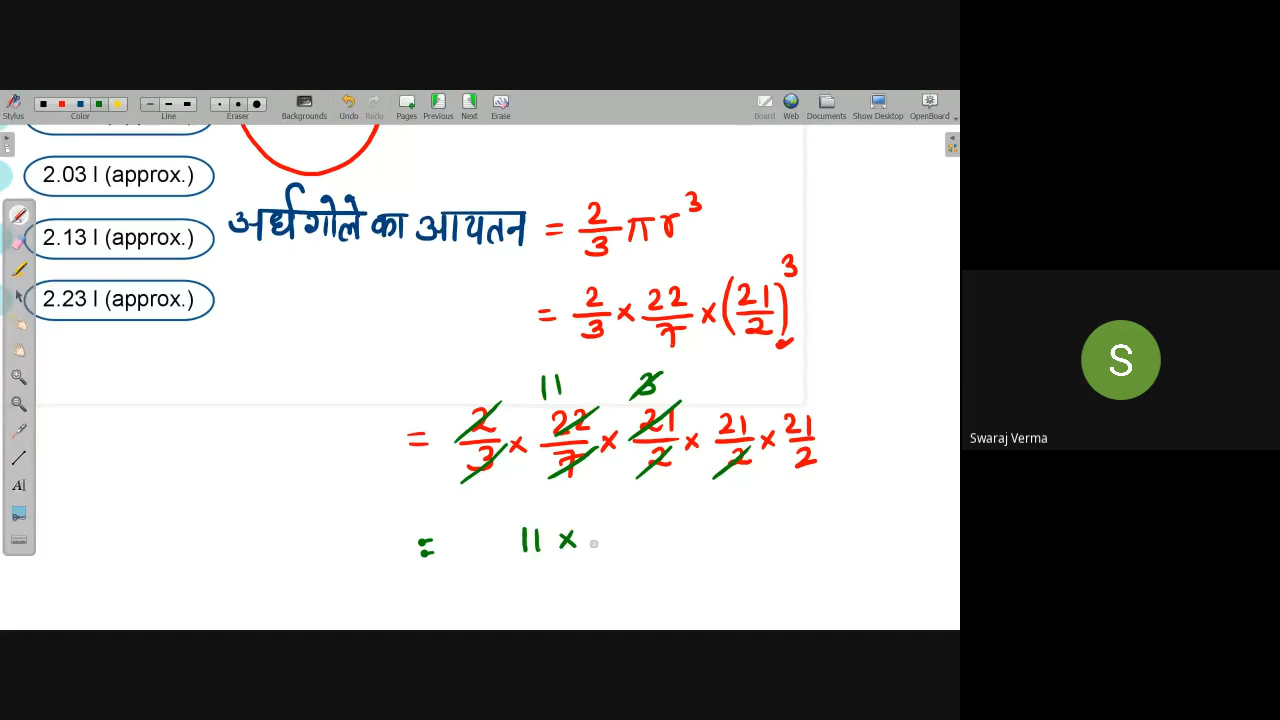 Stylus Color Line Eraser Backgrounds Undo Redo Pages Previous Next Erase Board Web Documents Show Desktop OpenBoard
2.03 l (approx.)
2.13 l (approx.)
2.23 l (approx.)
अर्धगोले का आयतन = 2/3 πr³
= 2/3 × 22/7 × (21/2)³
11 3
= 2/3 × 22/7 × 21/2 × 21/2 × 21/2
= 11 ×
S
Swaraj Verma